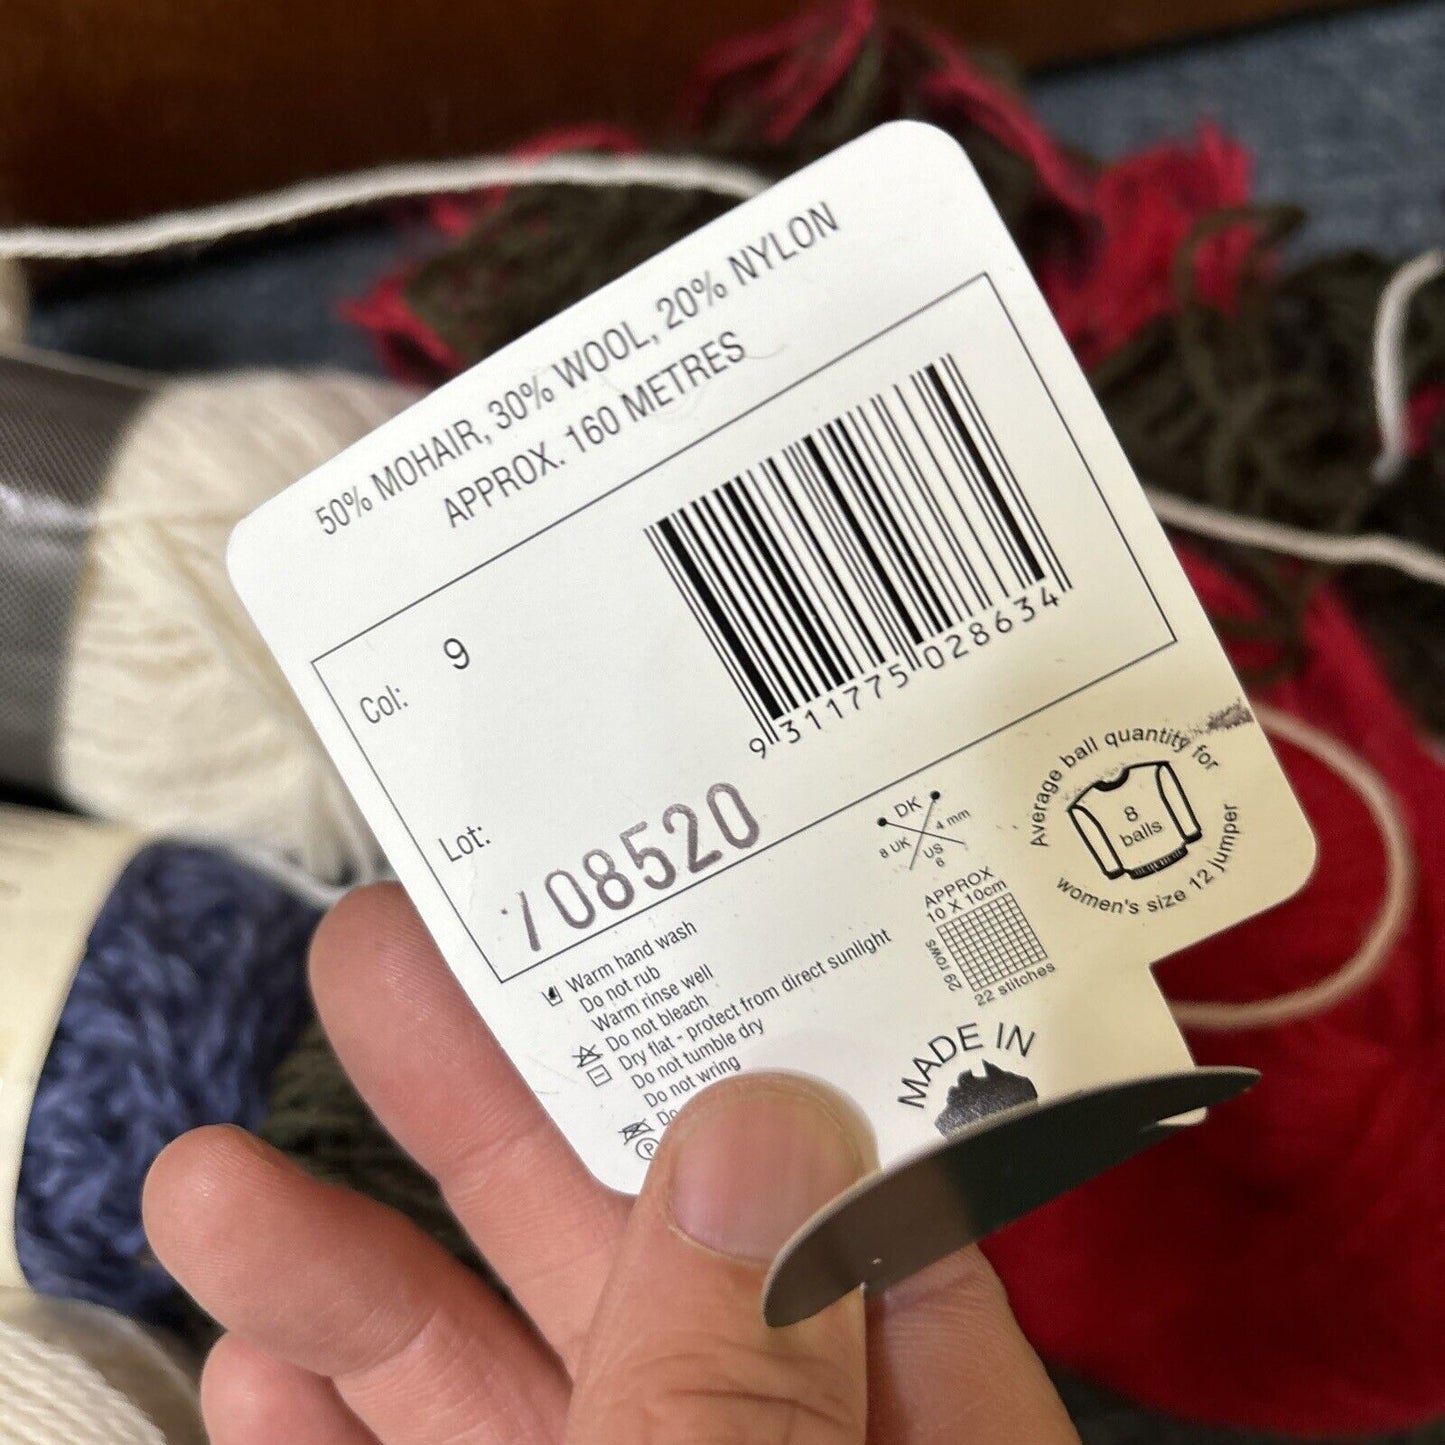 50% MOHAIR, 30% WOOL, 20% NYLON
APPROX. 160 METRES
Col: 9
9 311775 028634
Lot: 708520
DK
4 mm
8 UK
US
6
Average ball quantity for
8
balls
women's size 12 jumper
APPROX
10 X 10cm
29 rows
22 stitches
Warm hand wash
Do not rub
Warm rinse well
Do not bleach
Dry flat - protect from direct sunlight
Do not tumble dry
Do not wring
Do
P
MADE IN